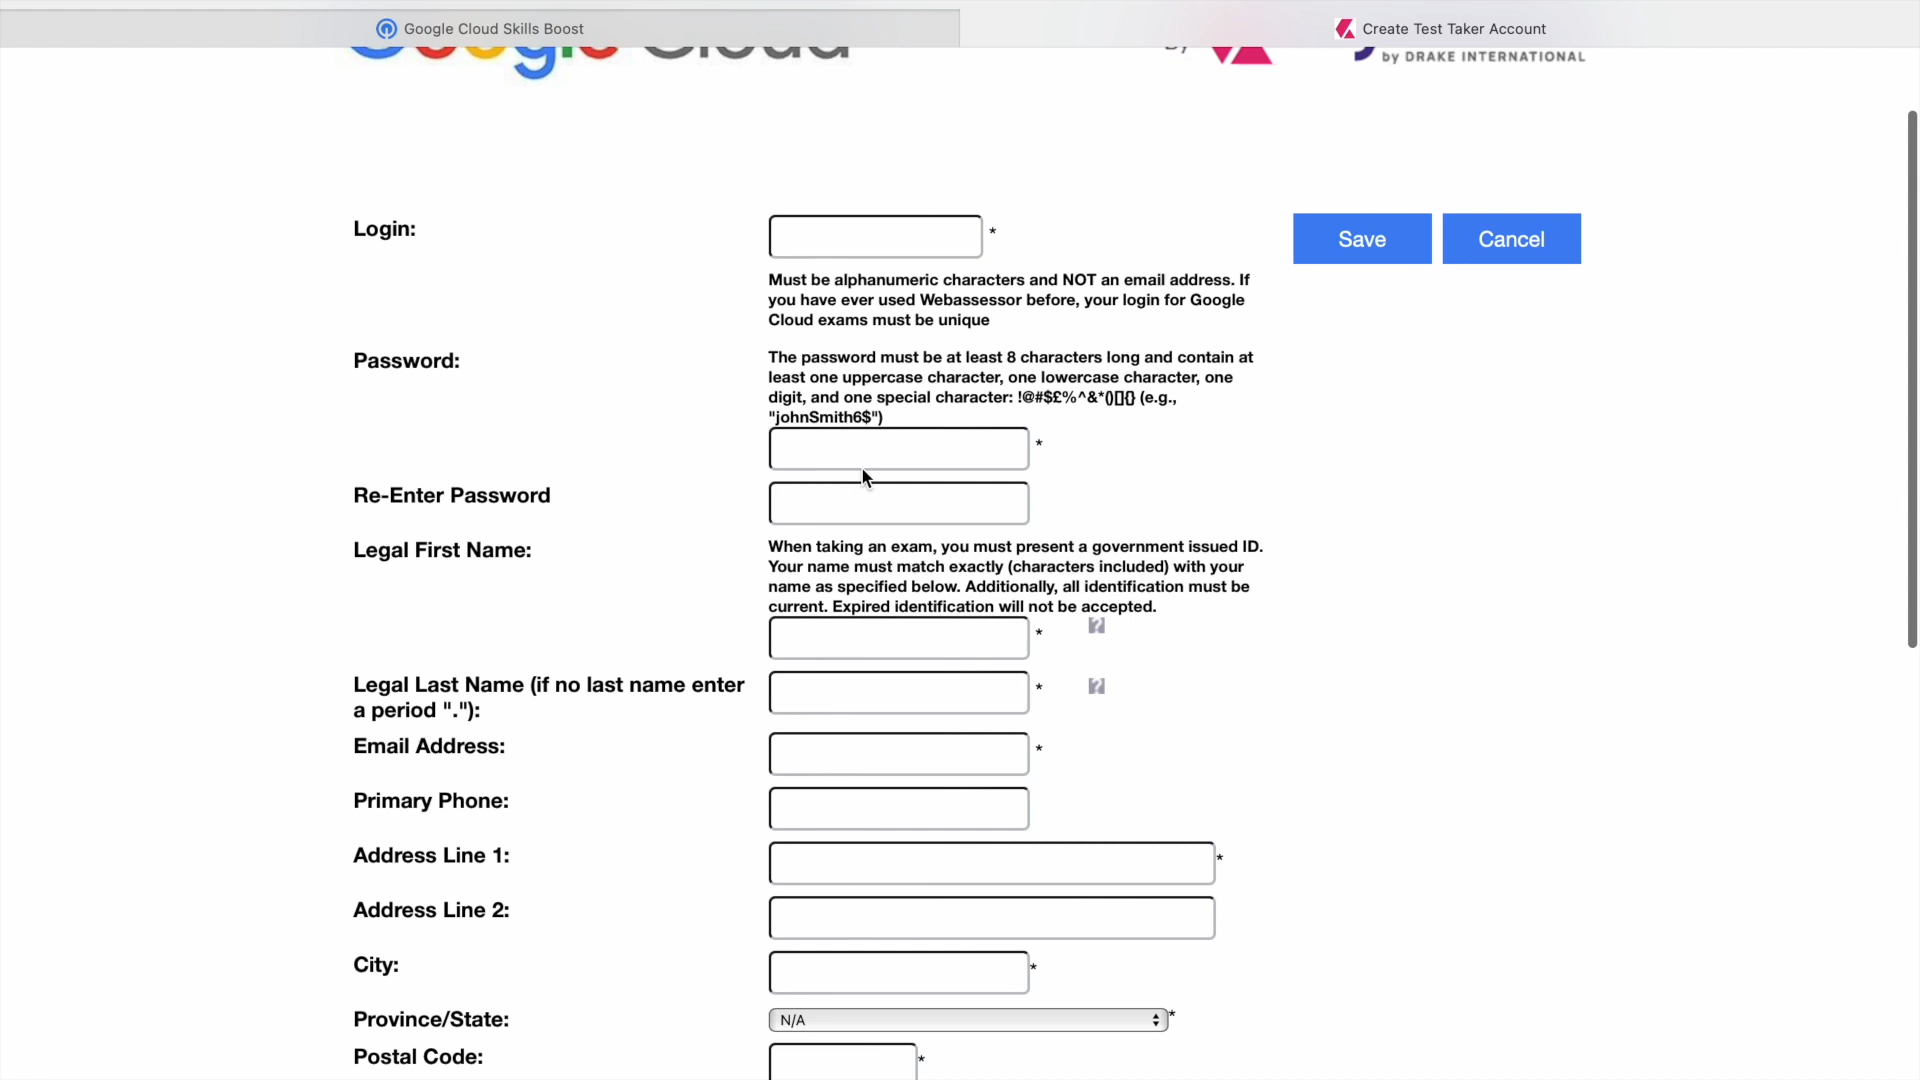 Google Cloud Skills Boost
Create Test Taker Account
Google Cloud
By
by DRAKE INTERNATIONAL
Login:
*
Save
Cancel
Must be alphanumeric characters and NOT an email address. If
you have ever used Webassessor before, your login for Google
Cloud exams must be unique
Password:
The password must be at least 8 characters long and contain at
least one uppercase character, one lowercase character, one
digit, and one special character: !@#$£%^&*()[]{} (e.g.,
"johnSmith6$")
*
Re-Enter Password
Legal First Name:
When taking an exam, you must present a government issued ID.
Your name must match exactly (characters included) with your
name as specified below. Additionally, all identification must be
current. Expired identification will not be accepted.
* ?
Legal Last Name (if no last name enter
a period "."):
* ?
Email Address:
*
Primary Phone:
Address Line 1:
*
Address Line 2:
City:
*
Province/State:
N/A
*
Postal Code:
*